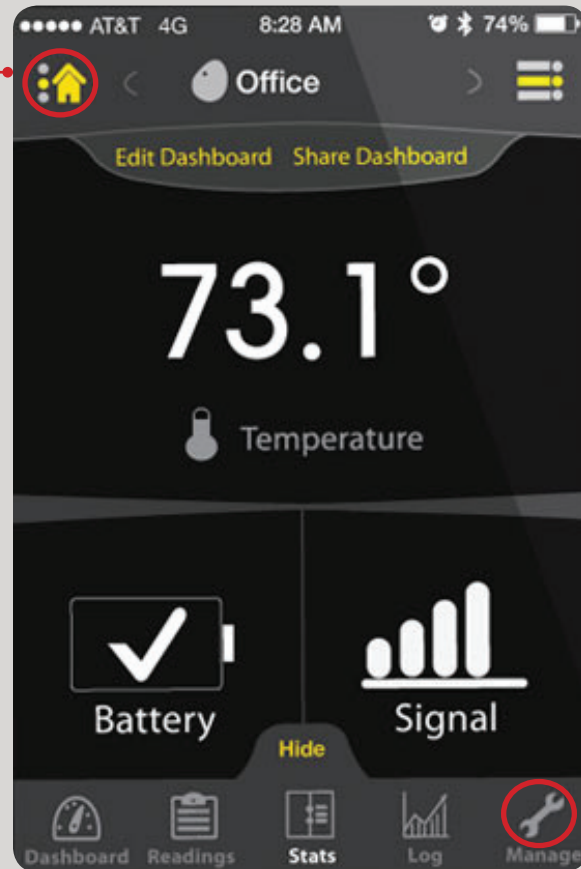 AT&T 4G 8:28 AM 74%
Office
Edit Dashboard Share Dashboard
73.1°
Temperature
Battery Signal
Hide
Dashboard Readings Stats Log Manage